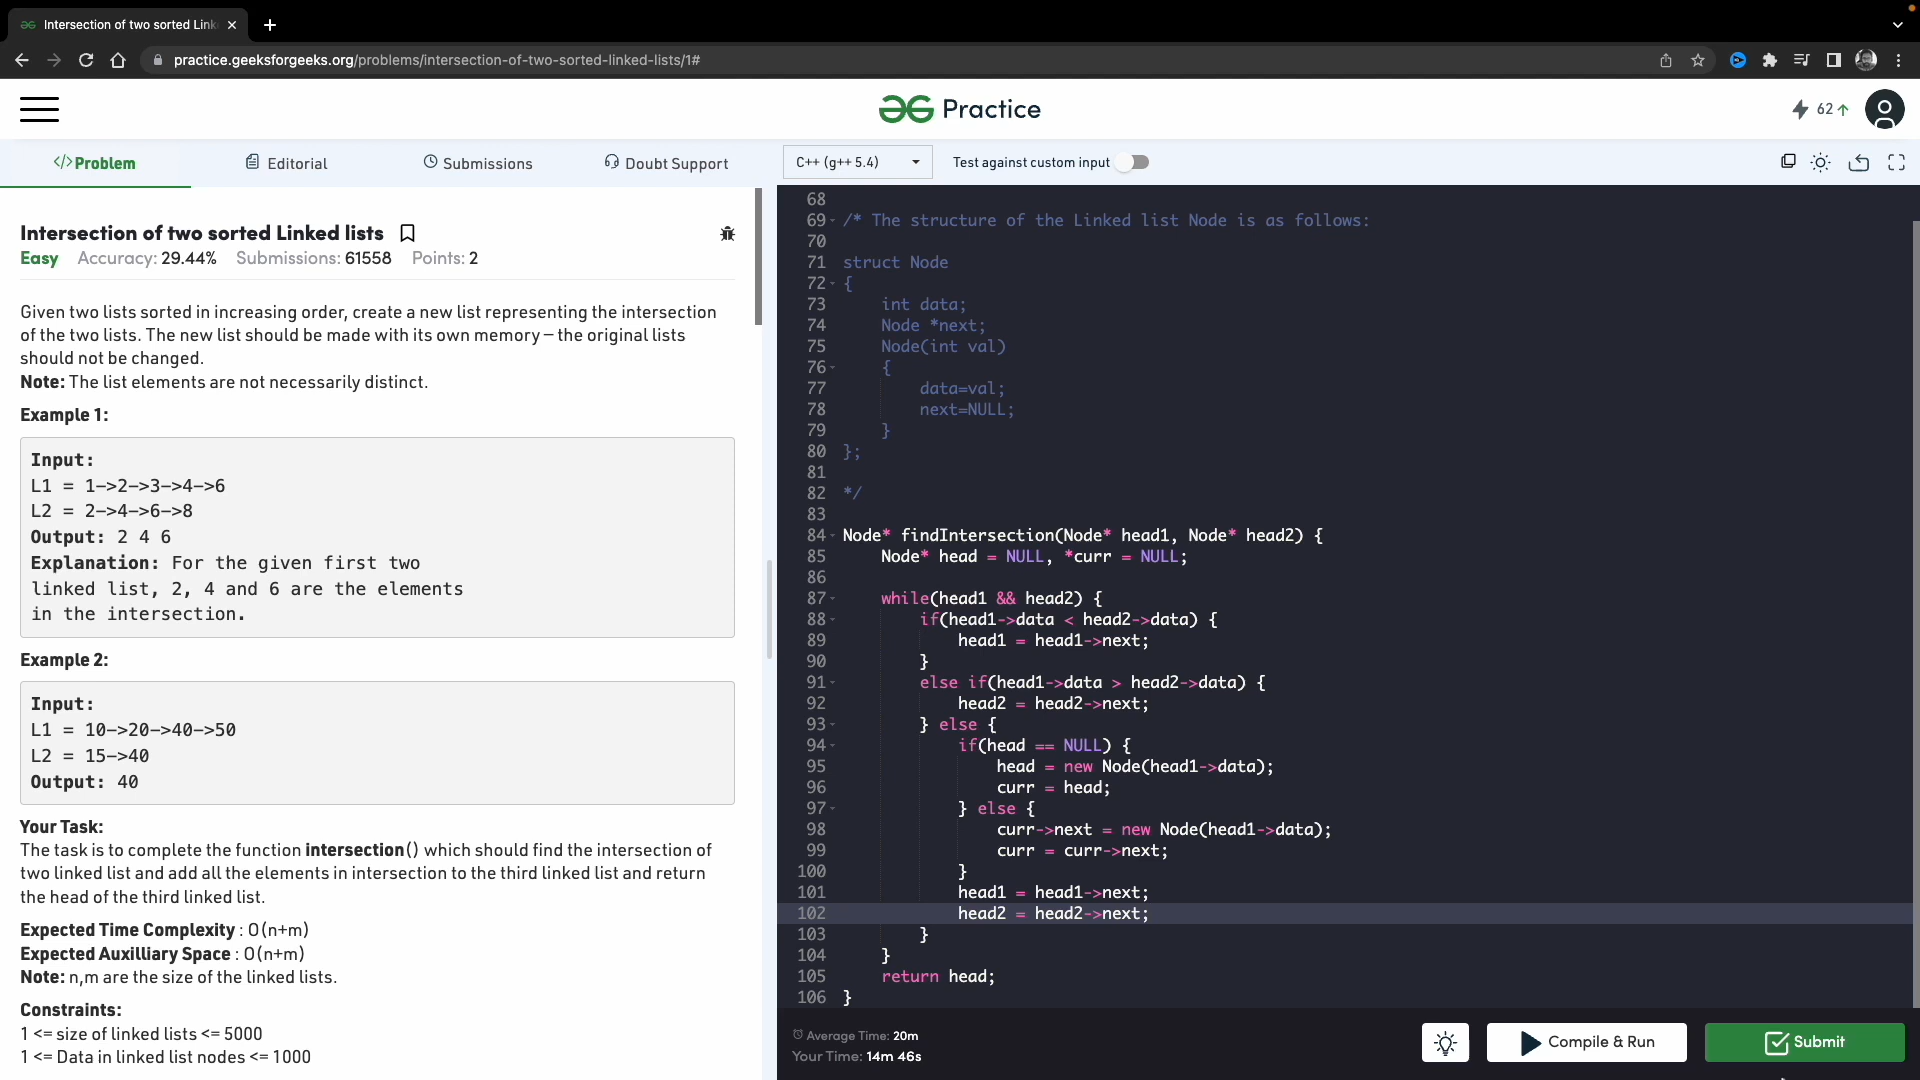 Intersection of two sorted Link
practice.geeksforgeeks.org/problems/intersection-of-two-sorted-linked-lists/1#
Practice
62
</>Problem
Editorial
Submissions
Doubt Support
C++ (g++ 5.4)
Test against custom input
Intersection of two sorted Linked lists
Easy Accuracy: 29.44% Submissions: 61558 Points: 2
Given two lists sorted in increasing order, create a new list representing the intersection
of the two lists. The new list should be made with its own memory — the original lists
should not be changed.
Note: The list elements are not necessarily distinct.
Example 1:
Input:
L1 = 1->2->3->4->6
L2 = 2->4->6->8
Output: 2 4 6
Explanation: For the given first two
linked list, 2, 4 and 6 are the elements
in the intersection.
Example 2:
Input:
L1 = 10->20->40->50
L2 = 15->40
Output: 40
Your Task:
The task is to complete the function intersection() which should find the intersection of
two linked list and add all the elements in intersection to the third linked list and return
the head of the third linked list.
Expected Time Complexity : O(n+m)
Expected Auxilliary Space : O(n+m)
Note: n,m are the size of the linked lists.
Constraints:
1 <= size of linked lists <= 5000
1 <= Data in linked list nodes <= 1000
68
69 /* The structure of the Linked list Node is as follows:
70
71 struct Node
72 {
73     int data;
74     Node *next;
75     Node(int val)
76     {
77         data=val;
78         next=NULL;
79     }
80 };
81
82 */
83
84 Node* findIntersection(Node* head1, Node* head2) {
85     Node* head = NULL, *curr = NULL;
86
87     while(head1 && head2) {
88         if(head1->data < head2->data) {
89             head1 = head1->next;
90         }
91         else if(head1->data > head2->data) {
92             head2 = head2->next;
93         } else {
94             if(head == NULL) {
95                 head = new Node(head1->data);
96                 curr = head;
97             } else {
98                 curr->next = new Node(head1->data);
99                 curr = curr->next;
100             }
101             head1 = head1->next;
102             head2 = head2->next;
103         }
104     }
105     return head;
106 }
Average Time: 20m
Your Time: 14m 46s
Compile & Run
Submit